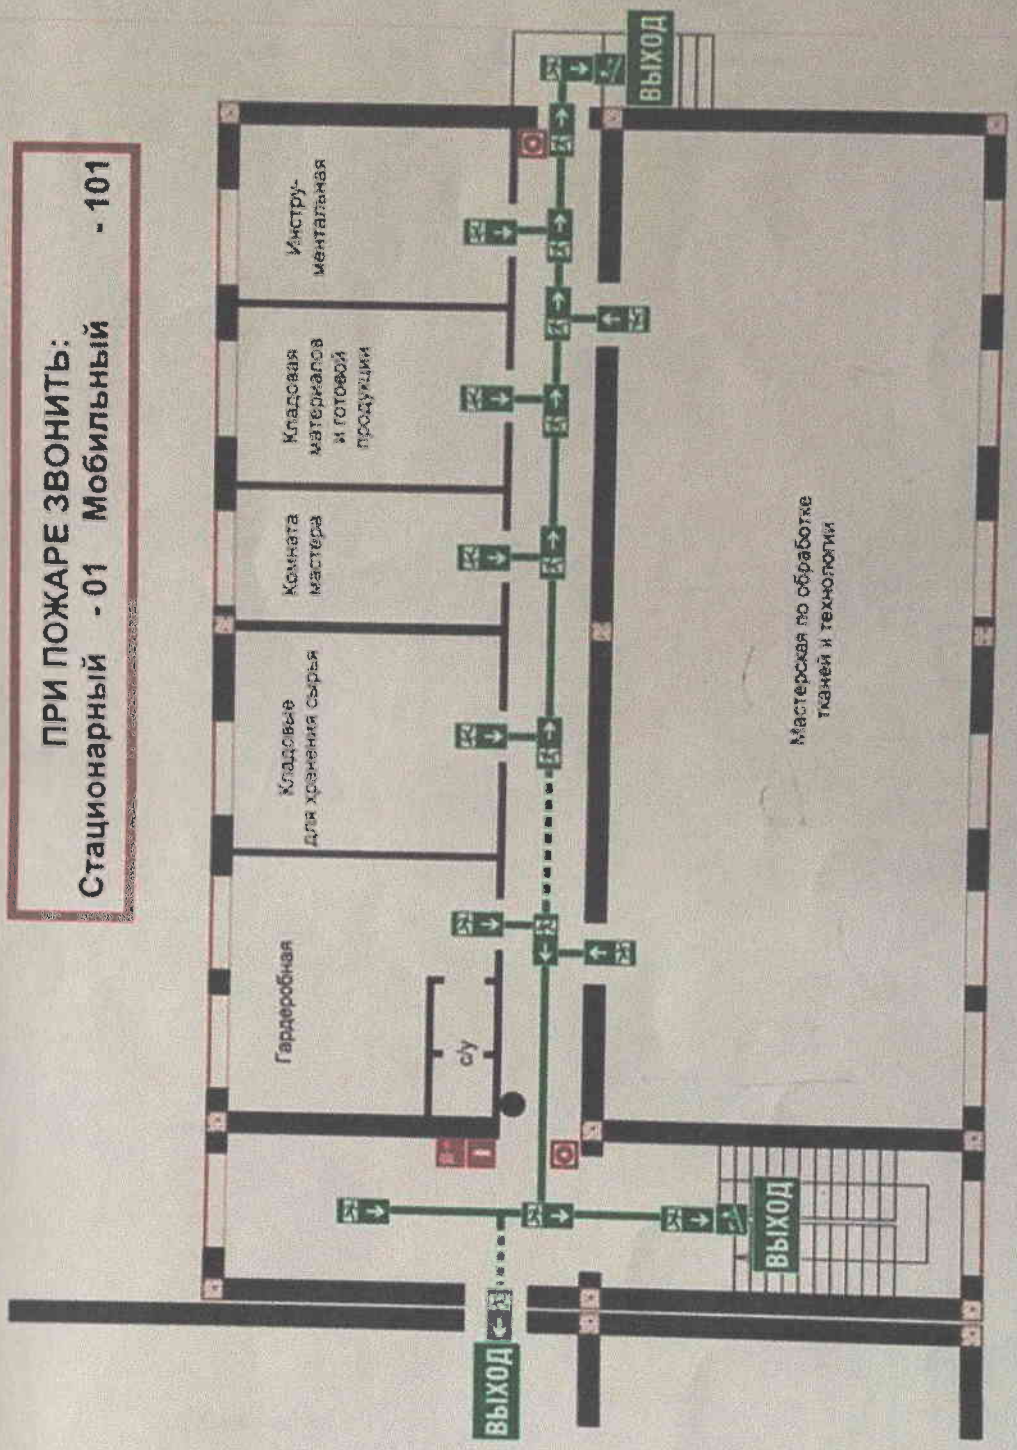 ПРИ ПОЖАРЕ ЗВОНИТЬ:
Стационарный - 01 Мобильный - 101
Гардеробная
с/у
Кладовые
для хранения сырья
Комната
мастера
Кладовая
материалов
и готовой
продукции
Инстру-
ментальная
ВЫХОД
Мастерская по обработке
тканей и технологии
ВЫХОД
ВЫХОД